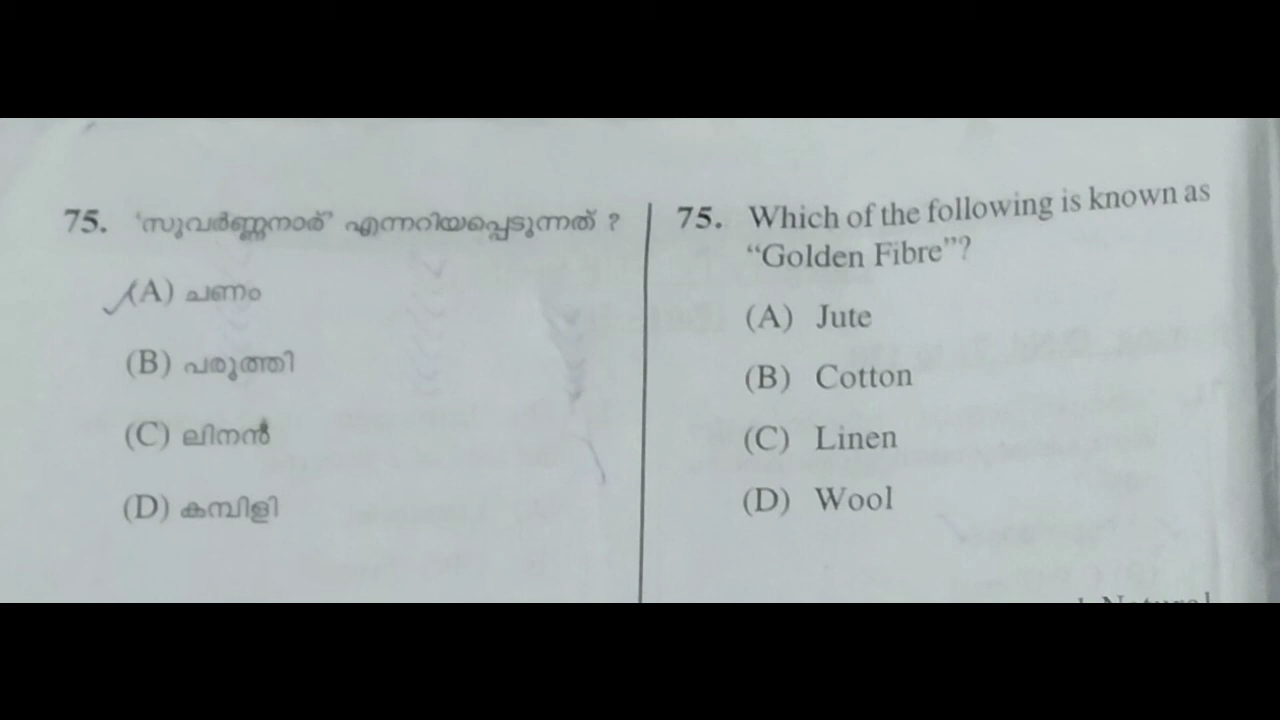 75. 'സുവർണ്ണനാര്' എന്നറിയപ്പെടുന്നത് ?
(A) ചണം
(B) പരുത്തി
(C) ലിനൻ
(D) കമ്പിളി
75. Which of the following is known as
“Golden Fibre”?
(A) Jute
(B) Cotton
(C) Linen
(D) Wool